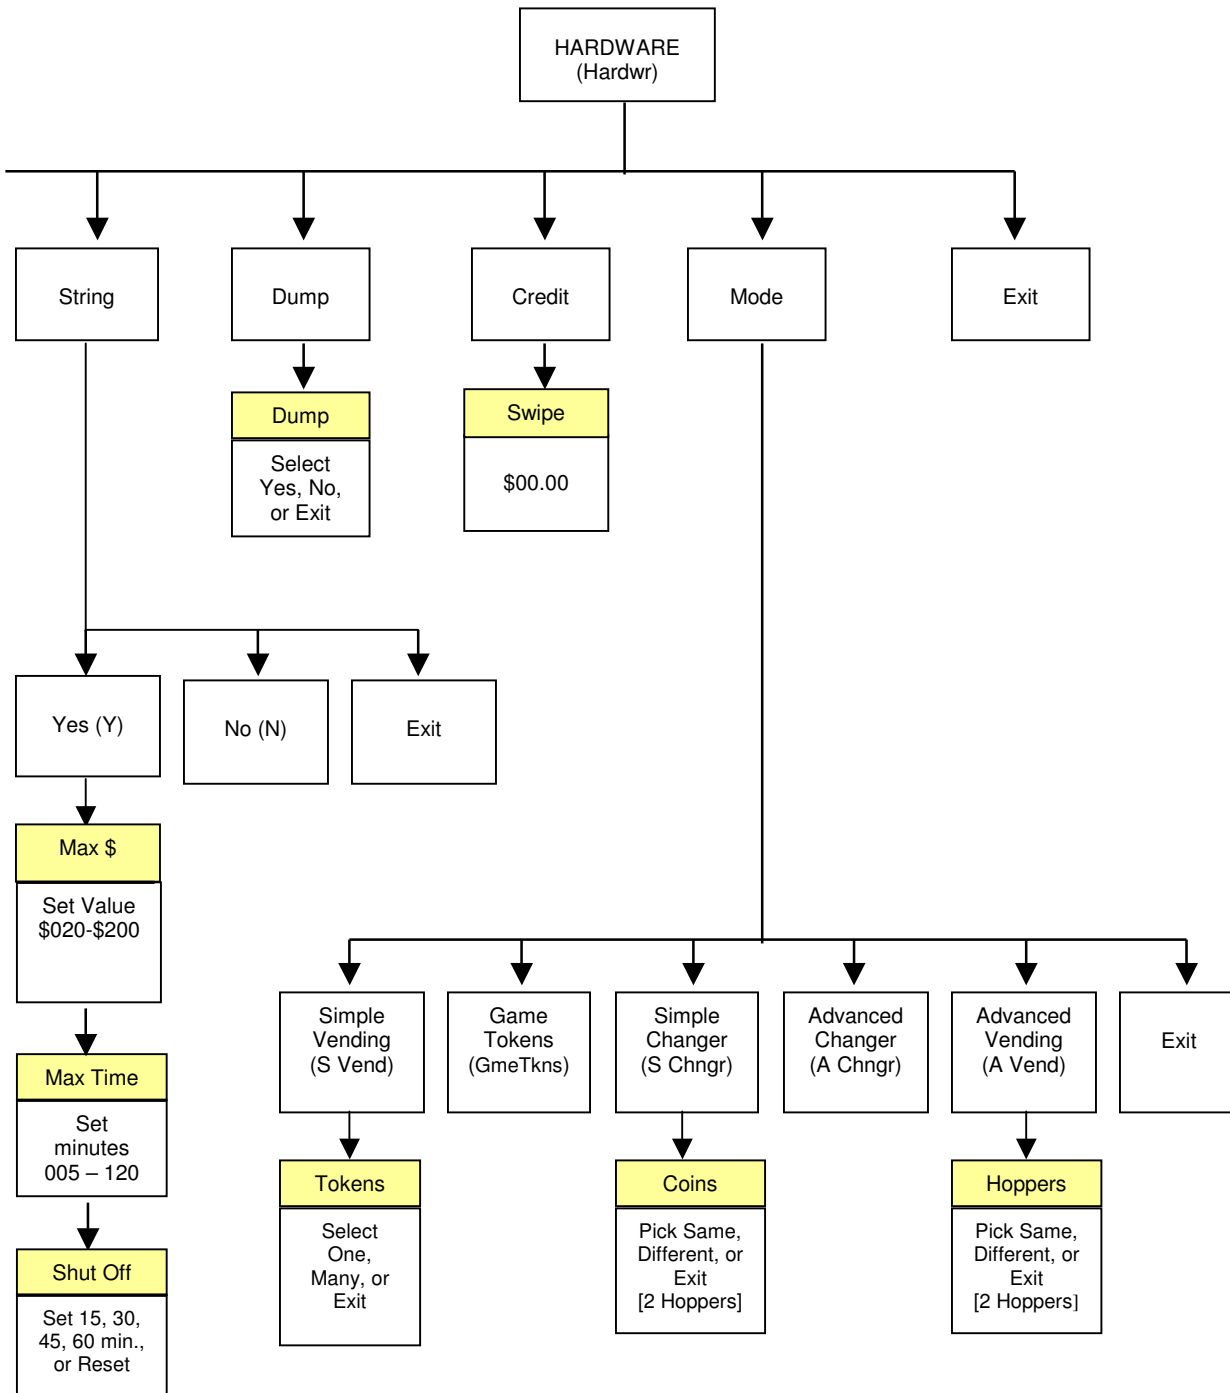 HARDWARE
(Hardwr)
String
Dump
Credit
Mode
Exit
Dump
Select
Yes, No,
or Exit
Swipe
$00.00
Yes (Y)
No (N)
Exit
Max $
Set Value
$020-$200
Max Time
Set
minutes
005 – 120
Shut Off
Set 15, 30,
45, 60 min.,
or Reset
Simple
Vending
(S Vend)
Game
Tokens
(GmeTkns)
Simple
Changer
(S Chngr)
Advanced
Changer
(A Chngr)
Advanced
Vending
(A Vend)
Exit
Tokens
Select
One,
Many, or
Exit
Coins
Pick Same,
Different, or
Exit
[2 Hoppers]
Hoppers
Pick Same,
Different, or
Exit
[2 Hoppers]